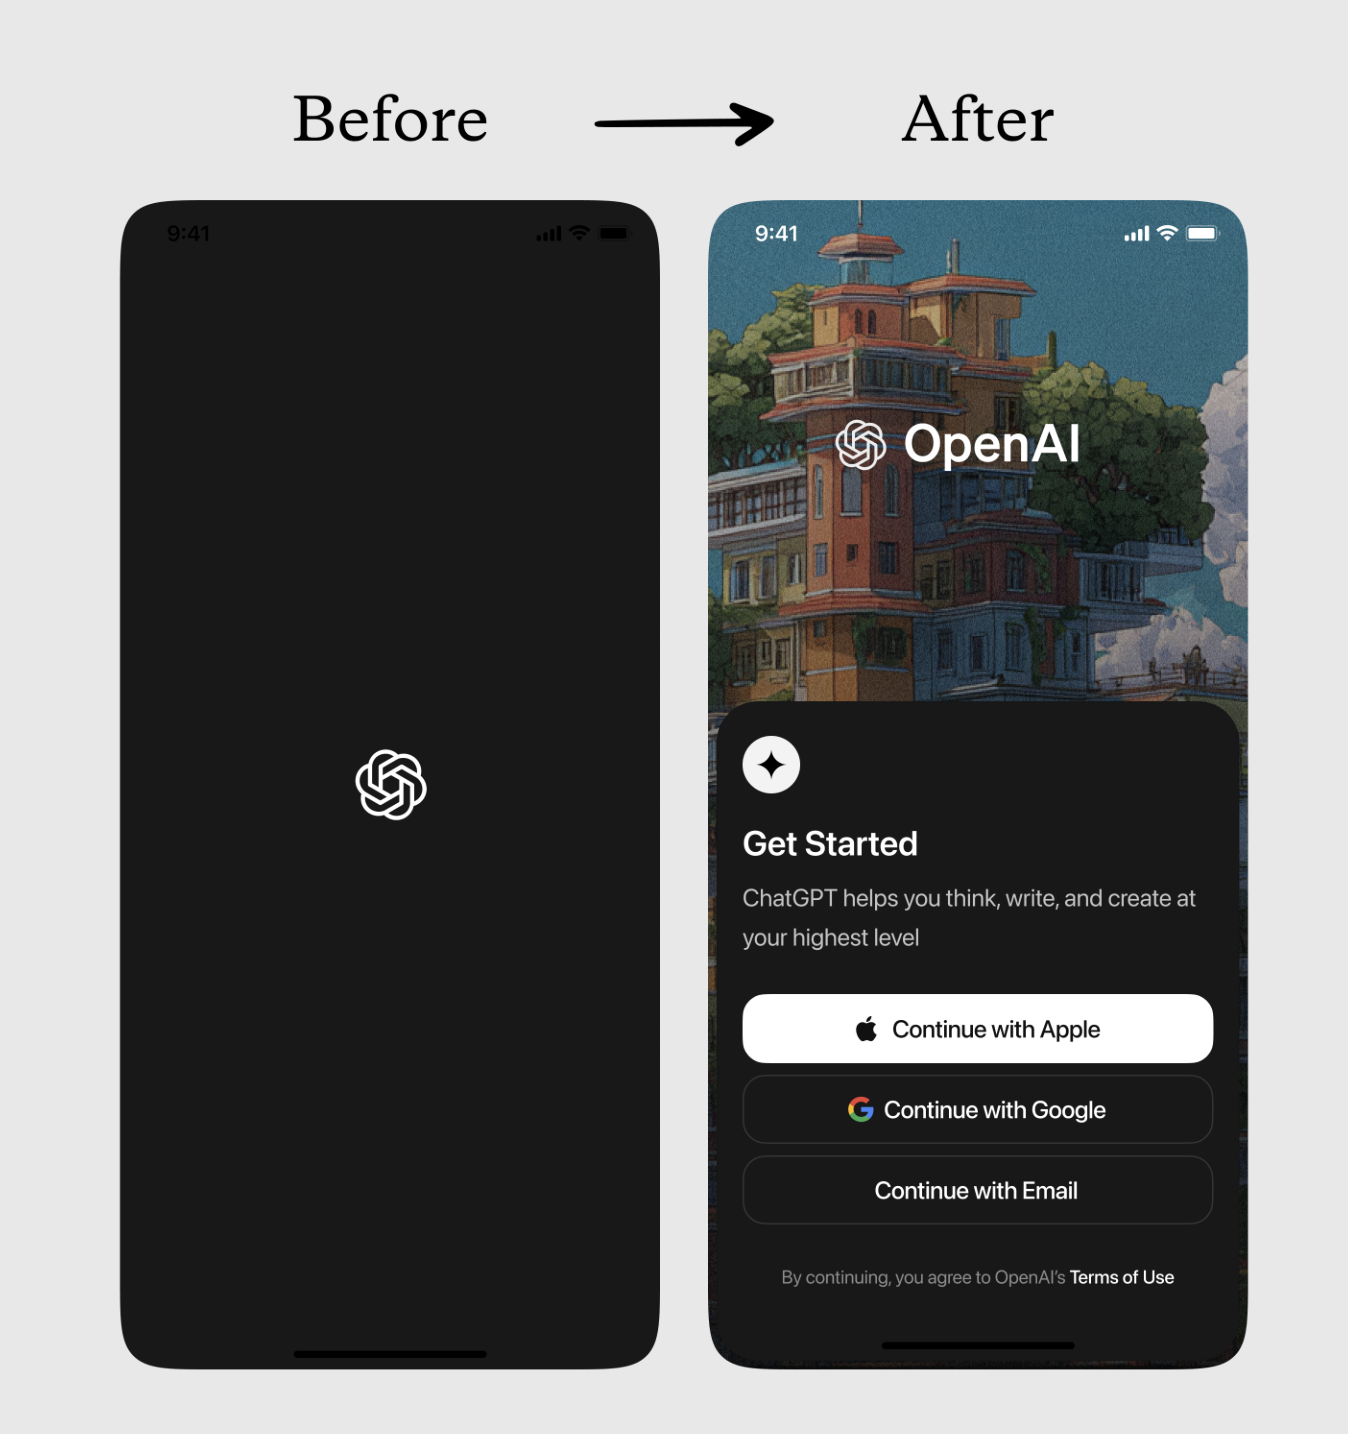 Before
After
9:41
9:41
OpenAI
Get Started
ChatGPT helps you think, write, and create at
your highest level
Continue with Apple
Continue with Google
Continue with Email
By continuing, you agree to OpenAI’s Terms of Use